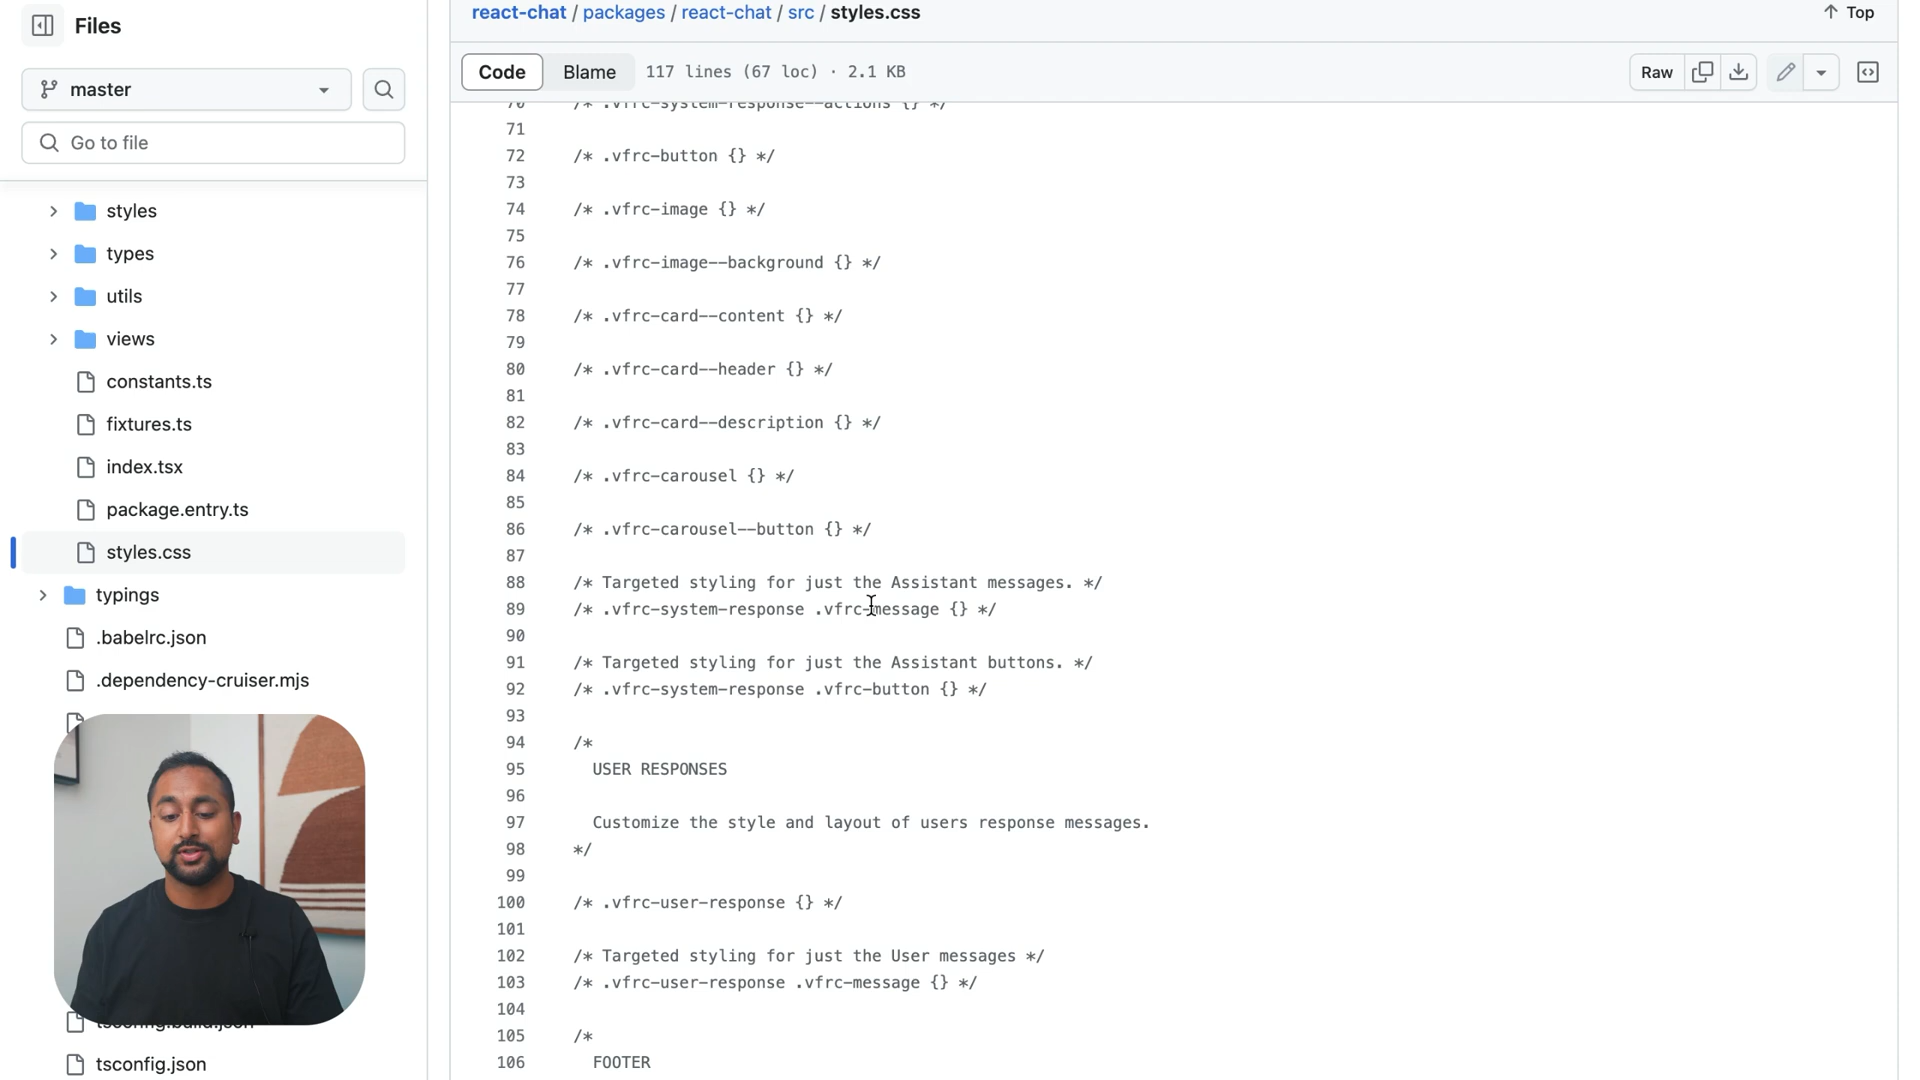 Files
master
Go to file
styles
types
utils
views
constants.ts
fixtures.ts
index.tsx
package.entry.ts
styles.css
typings
.babelrc.json
.dependency-cruiser.mjs
tsconfig.build.json
tsconfig.json
react-chat / packages / react-chat / src / styles.css
Top
Code Blame 117 lines (67 loc) · 2.1 KB
Raw
70 /* .vfrc-system-response--actions {} */
71
72 /* .vfrc-button {} */
73
74 /* .vfrc-image {} */
75
76 /* .vfrc-image--background {} */
77
78 /* .vfrc-card--content {} */
79
80 /* .vfrc-card--header {} */
81
82 /* .vfrc-card--description {} */
83
84 /* .vfrc-carousel {} */
85
86 /* .vfrc-carousel--button {} */
87
88 /* Targeted styling for just the Assistant messages. */
89 /* .vfrc-system-response .vfrc-message {} */
90
91 /* Targeted styling for just the Assistant buttons. */
92 /* .vfrc-system-response .vfrc-button {} */
93
94 /*
95 USER RESPONSES
96
97 Customize the style and layout of users response messages.
98 */
99
100 /* .vfrc-user-response {} */
101
102 /* Targeted styling for just the User messages */
103 /* .vfrc-user-response .vfrc-message {} */
104
105 /*
106 FOOTER